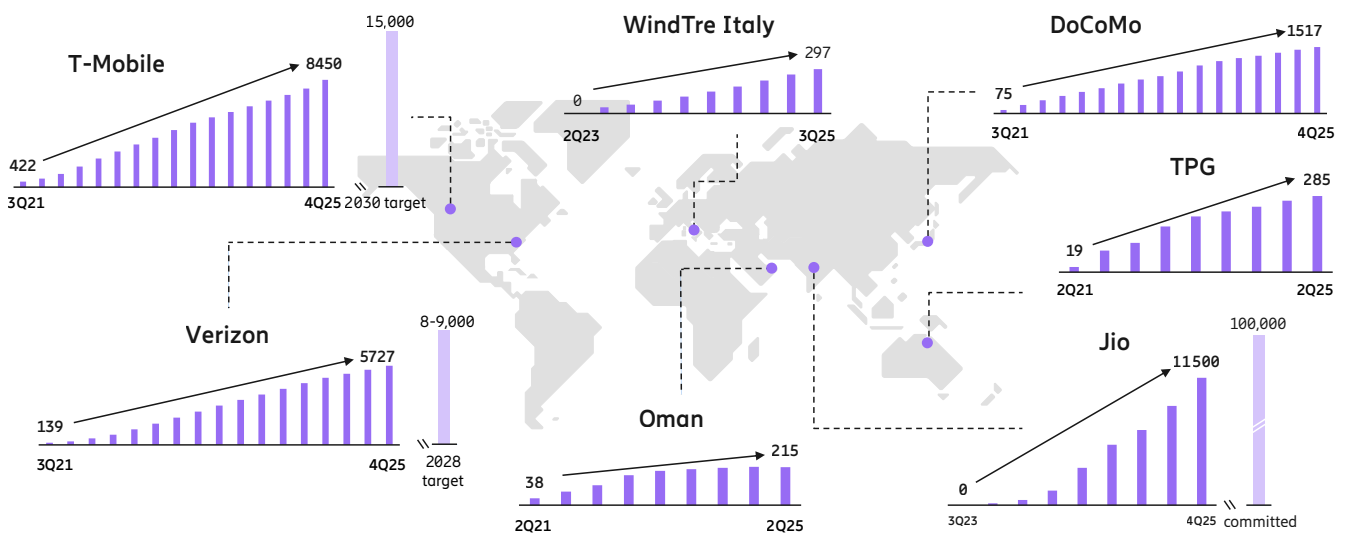 T-Mobile
15,000
8450
422
3Q21
4Q25
2030 target
WindTre Italy
297
0
2Q23
3Q25
DoCoMo
1517
75
3Q21
4Q25
TPG
285
19
2Q21
2Q25
Verizon
8-9,000
5727
139
3Q21
4Q25
2028
target
Oman
215
38
2Q21
2Q25
Jio
100,000
11500
0
3Q23
4Q25
committed